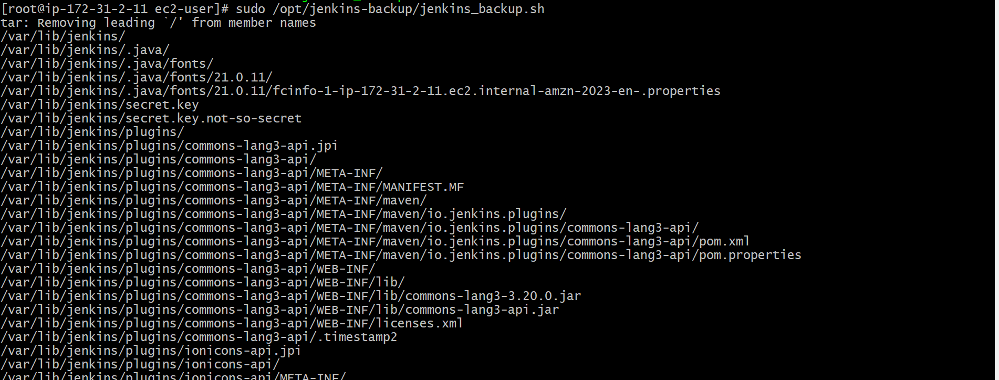 [root@ip-172-31-2-11 ec2-user]# sudo /opt/jenkins-backup/jenkins_backup.sh
tar: Removing leading `/' from member names
/var/lib/jenkins/
/var/lib/jenkins/.java/
/var/lib/jenkins/.java/fonts/
/var/lib/jenkins/.java/fonts/21.0.11/
/var/lib/jenkins/.java/fonts/21.0.11/fcinfo-1-ip-172-31-2-11.ec2.internal-amzn-2023-en-.properties
/var/lib/jenkins/secret.key
/var/lib/jenkins/secret.key.not-so-secret
/var/lib/jenkins/plugins/
/var/lib/jenkins/plugins/commons-lang3-api.jpi
/var/lib/jenkins/plugins/commons-lang3-api/
/var/lib/jenkins/plugins/commons-lang3-api/META-INF/
/var/lib/jenkins/plugins/commons-lang3-api/META-INF/MANIFEST.MF
/var/lib/jenkins/plugins/commons-lang3-api/META-INF/maven/
/var/lib/jenkins/plugins/commons-lang3-api/META-INF/maven/io.jenkins.plugins/
/var/lib/jenkins/plugins/commons-lang3-api/META-INF/maven/io.jenkins.plugins/commons-lang3-api/
/var/lib/jenkins/plugins/commons-lang3-api/META-INF/maven/io.jenkins.plugins/commons-lang3-api/pom.xml
/var/lib/jenkins/plugins/commons-lang3-api/META-INF/maven/io.jenkins.plugins/commons-lang3-api/pom.properties
/var/lib/jenkins/plugins/commons-lang3-api/WEB-INF/
/var/lib/jenkins/plugins/commons-lang3-api/WEB-INF/lib/
/var/lib/jenkins/plugins/commons-lang3-api/WEB-INF/lib/commons-lang3-3.20.0.jar
/var/lib/jenkins/plugins/commons-lang3-api/WEB-INF/lib/commons-lang3-api.jar
/var/lib/jenkins/plugins/commons-lang3-api/WEB-INF/licenses.xml
/var/lib/jenkins/plugins/commons-lang3-api/.timestamp2
/var/lib/jenkins/plugins/ionicons-api.jpi
/var/lib/jenkins/plugins/ionicons-api/
/var/lib/jenkins/plugins/ionicons-api/META-INF/